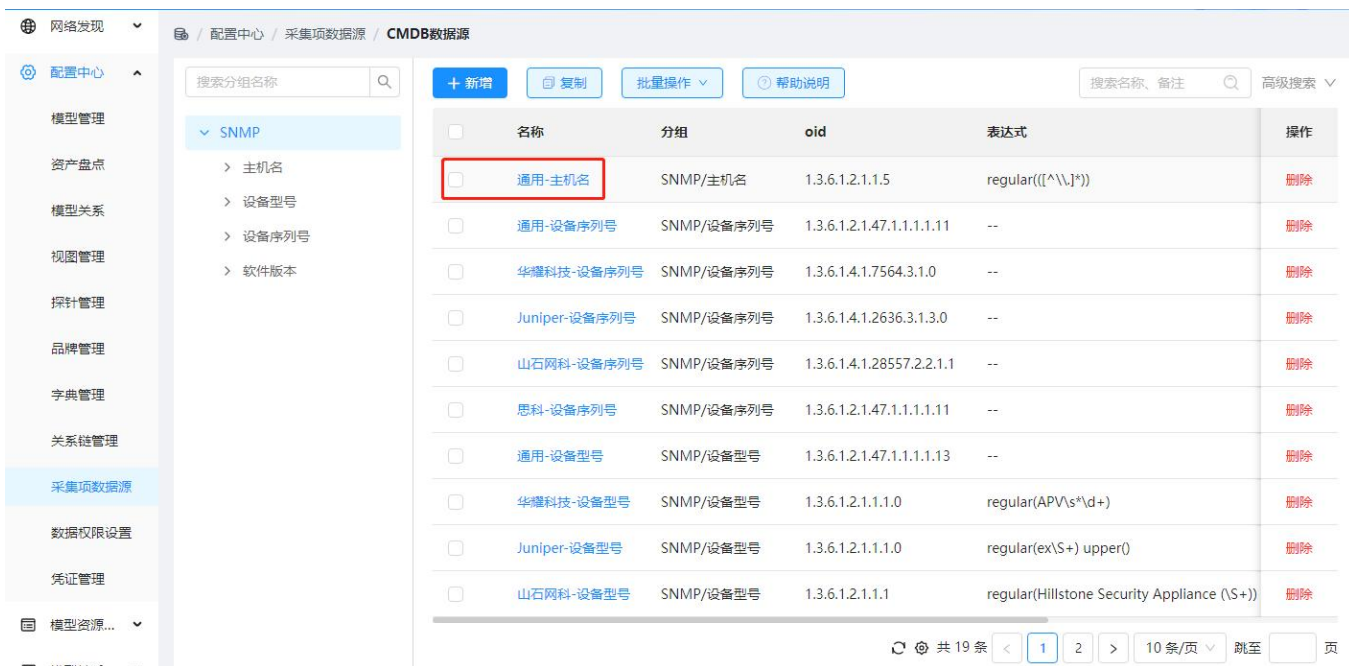 网络发现
配置中心 / 采集项数据源 / CMDB数据源
配置中心
模型管理
资产盘点
模型关系
视图管理
探针管理
品牌管理
字典管理
关系链管理
采集项数据源
数据权限设置
凭证管理
模型资源...
搜索分组名称
SNMP
主机名
设备型号
设备序列号
软件版本
+ 新增 复制 批量操作 帮助说明 搜索名称、备注 高级搜索
名称 分组 oid 表达式 操作
通用-主机名 SNMP/主机名 1.3.6.1.2.1.1.5 regular(([^\\.]*)) 删除
通用-设备序列号 SNMP/设备序列号 1.3.6.1.2.1.47.1.1.1.1.11 -- 删除
华耀科技-设备序列号 SNMP/设备序列号 1.3.6.1.4.1.7564.3.1.0 -- 删除
Juniper-设备序列号 SNMP/设备序列号 1.3.6.1.4.1.2636.3.1.3.0 -- 删除
山石网科-设备序列号 SNMP/设备序列号 1.3.6.1.4.1.28557.2.2.1.1 -- 删除
思科-设备序列号 SNMP/设备序列号 1.3.6.1.2.1.47.1.1.1.1.11 -- 删除
通用-设备型号 SNMP/设备型号 1.3.6.1.2.1.47.1.1.1.1.13 -- 删除
华耀科技-设备型号 SNMP/设备型号 1.3.6.1.2.1.1.1.0 regular(APV\s*\d+) 删除
Juniper-设备型号 SNMP/设备型号 1.3.6.1.2.1.1.1.0 regular(ex\S+) upper() 删除
山石网科-设备型号 SNMP/设备型号 1.3.6.1.2.1.1.1 regular(Hillstone Security Appliance (\S+)) 删除
共 19 条 < 1 2 > 10 条/页 跳至 页